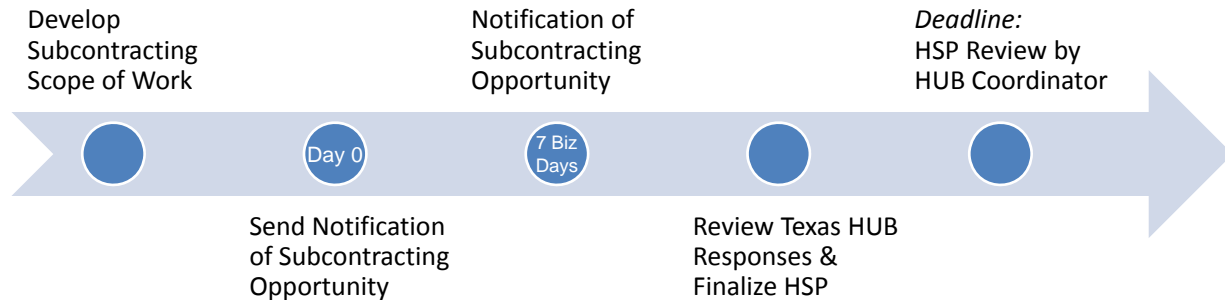 Develop
Subcontracting
Scope of Work
Notification of
Subcontracting
Opportunity
Deadline:
HSP Review by
HUB Coordinator
Day 0
7 Biz
Days
Send Notification
of Subcontracting
Opportunity
Review Texas HUB
Responses &
Finalize HSP